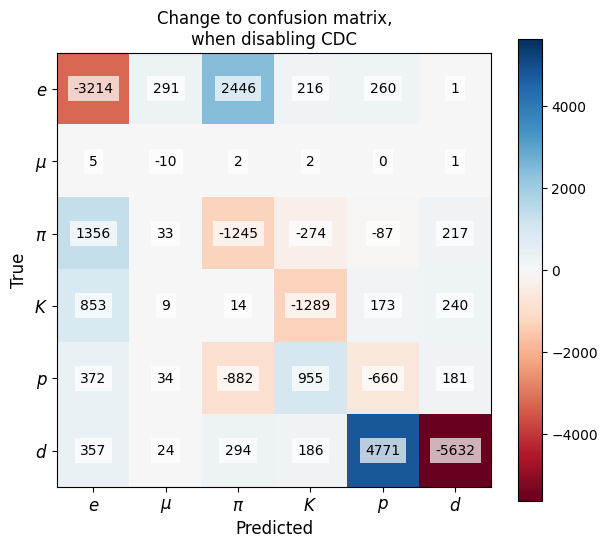 Change to confusion matrix,
when disabling CDC
e -3214 291 2446 216 260 1
μ 5 -10 2 2 0 1
π 1356 33 -1245 -274 -87 217
K 853 9 14 -1289 173 240
p 372 34 -882 955 -660 181
d 357 24 294 186 4771 -5632
e μ π K p d
Predicted
True
4000
2000
0
−2000
−4000